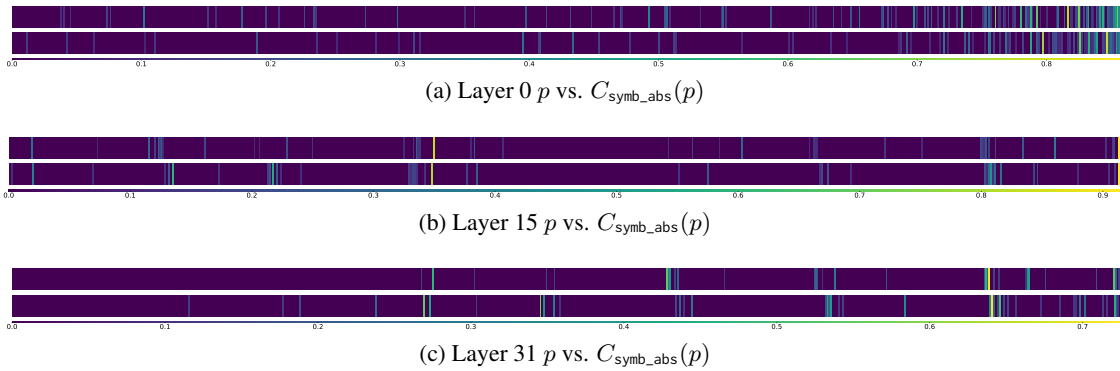 0.0 0.1 0.2 0.3 0.4 0.5 0.6 0.7 0.8
(a) Layer 0 p vs. C_symb_abs(p)
0.0 0.1 0.2 0.3 0.4 0.5 0.6 0.7 0.8 0.9
(b) Layer 15 p vs. C_symb_abs(p)
0.0 0.1 0.2 0.3 0.4 0.5 0.6 0.7
(c) Layer 31 p vs. C_symb_abs(p)